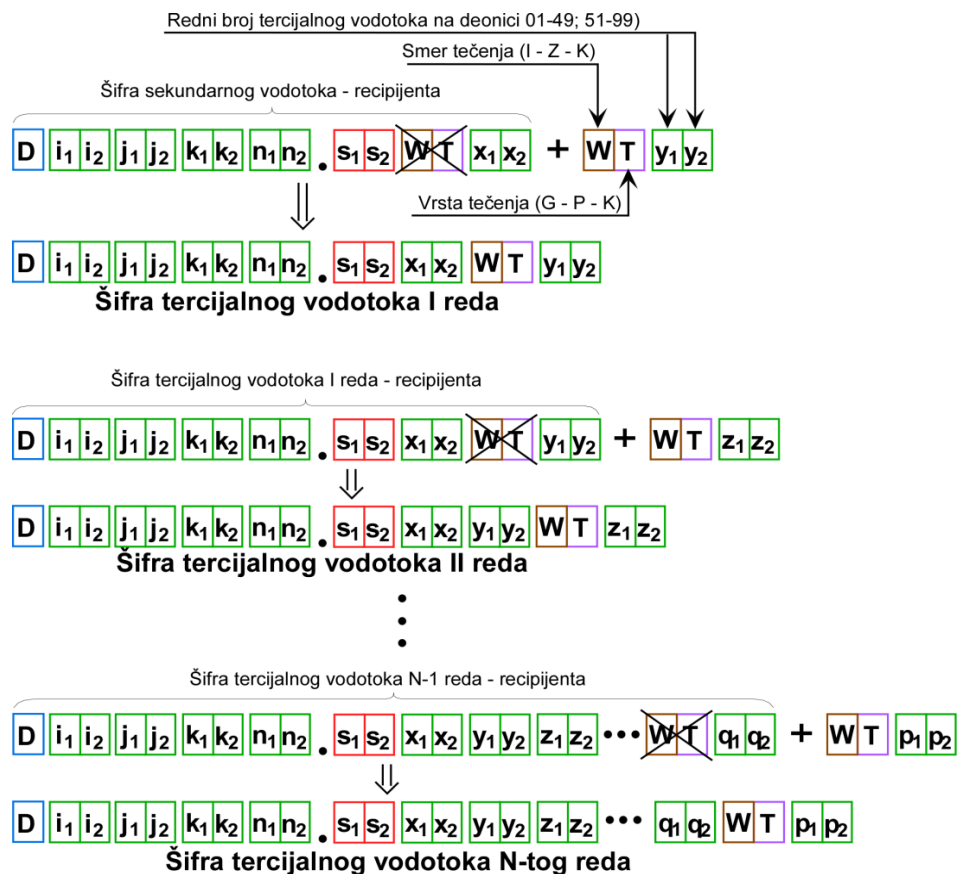 Redni broj tercijalnog vodotoka na deonici 01-49; 51-99)
Smer tečenja (I - Z - K)
Šifra sekundarnog vodotoka - recipijenta
D i₁ i₂ j₁ j₂ k₁ k₂ n₁ n₂ . s₁ s₂ W T x₁ x₂ + W T y₁ y₂
Vrsta tečenja (G - P - K)
D i₁ i₂ j₁ j₂ k₁ k₂ n₁ n₂ . s₁ s₂ x₁ x₂ W T y₁ y₂
Šifra tercijalnog vodotoka I reda
Šifra tercijalnog vodotoka I reda - recipijenta
D i₁ i₂ j₁ j₂ k₁ k₂ n₁ n₂ . s₁ s₂ x₁ x₂ W T y₁ y₂ + W T z₁ z₂
D i₁ i₂ j₁ j₂ k₁ k₂ n₁ n₂ . s₁ s₂ x₁ x₂ y₁ y₂ W T z₁ z₂
Šifra tercijalnog vodotoka II reda
Šifra tercijalnog vodotoka N-1 reda - recipijenta
D i₁ i₂ j₁ j₂ k₁ k₂ n₁ n₂ . s₁ s₂ x₁ x₂ y₁ y₂ z₁ z₂ ••• W T q₁ q₂ + W T p₁ p₂
D i₁ i₂ j₁ j₂ k₁ k₂ n₁ n₂ . s₁ s₂ x₁ x₂ y₁ y₂ z₁ z₂ ••• q₁ q₂ W T p₁ p₂
Šifra tercijalnog vodotoka N-tog reda